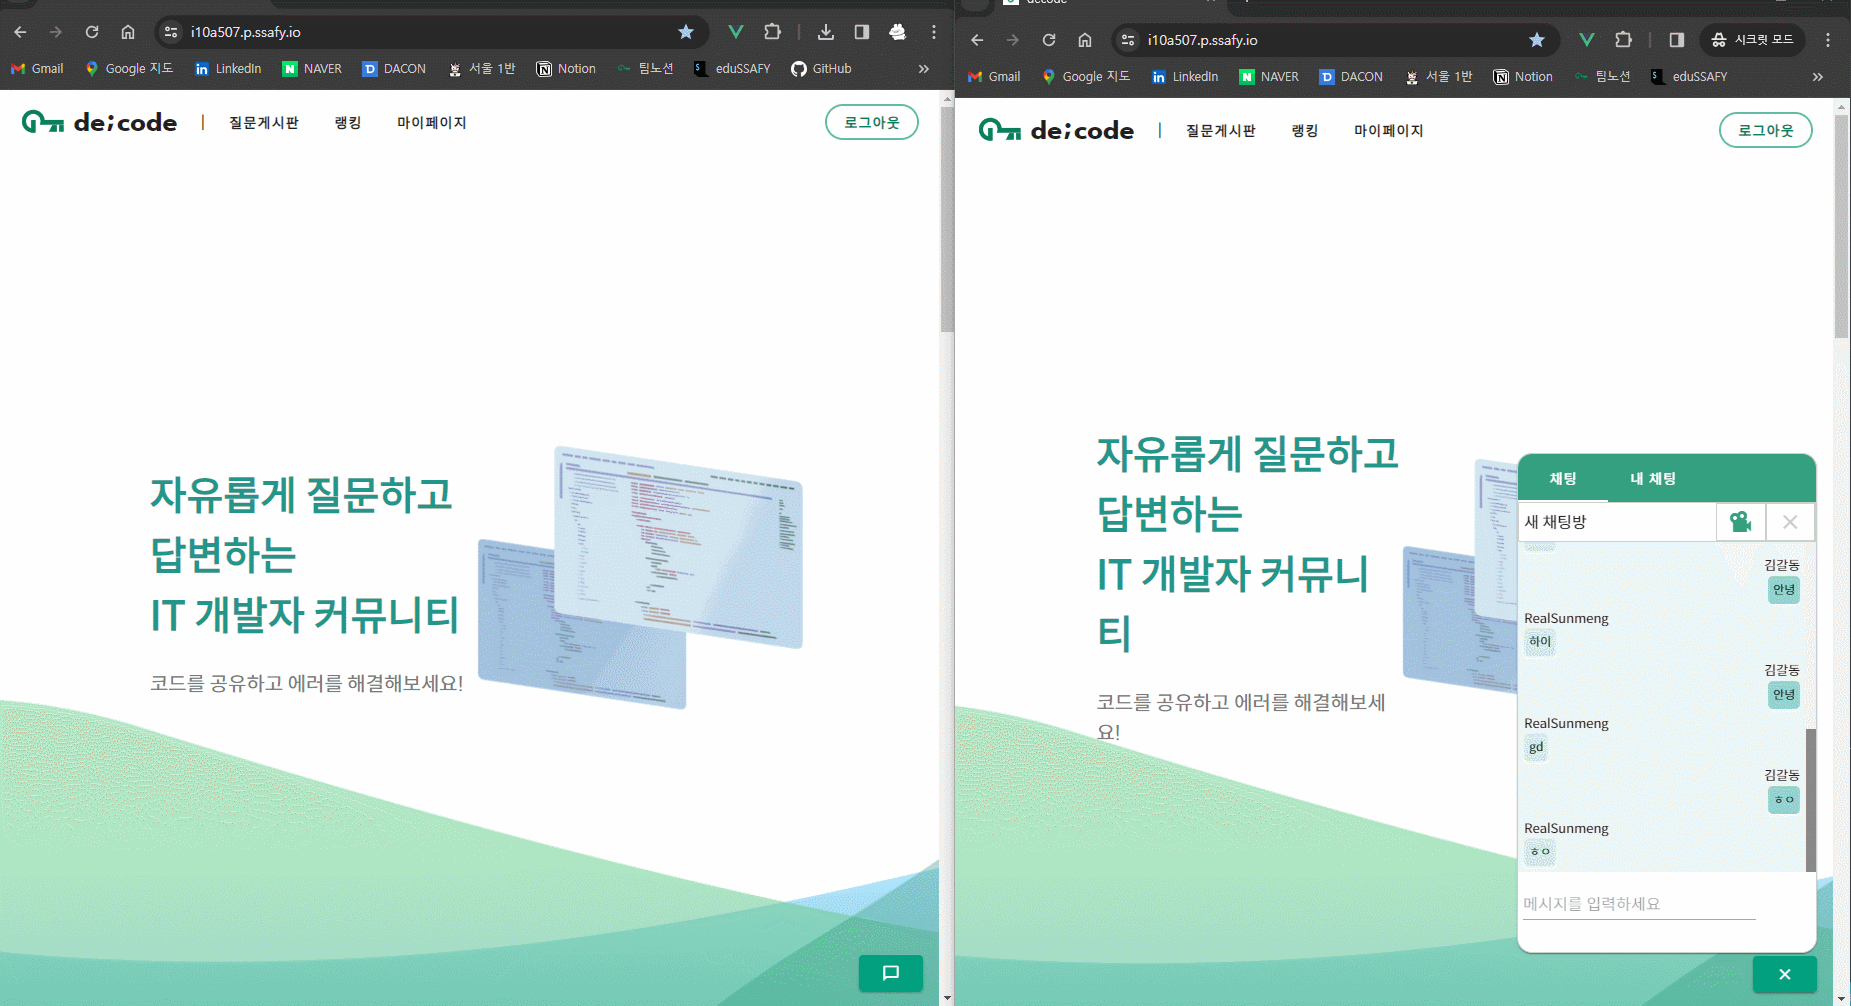 i10a507.p.ssafy.io
Gmail
Google 지도
LinkedIn
NAVER
DACON
서울 1반
Notion
팀노션
eduSSAFY
GitHub
de;code | 질문게시판 랭킹 마이페이지 로그아웃
자유롭게 질문하고
답변하는
IT 개발자 커뮤니티
코드를 공유하고 에러를 해결해보세요!
decode
i10a507.p.ssafy.io
시크릿 모드
Gmail
Google 지도
LinkedIn
NAVER
DACON
서울 1반
Notion
팀노션
eduSSAFY
de;code | 질문게시판 랭킹 마이페이지 로그아웃
자유롭게 질문하고
답변하는
IT 개발자 커뮤니
티
코드를 공유하고 에러를 해결해보세
요!
채팅 내 채팅
새 채팅방
김갈동
안녕
RealSunmeng
하이
김갈동
안녕
RealSunmeng
gd
김갈동
ㅎㅇ
RealSunmeng
ㅎㅇ
메시지를 입력하세요